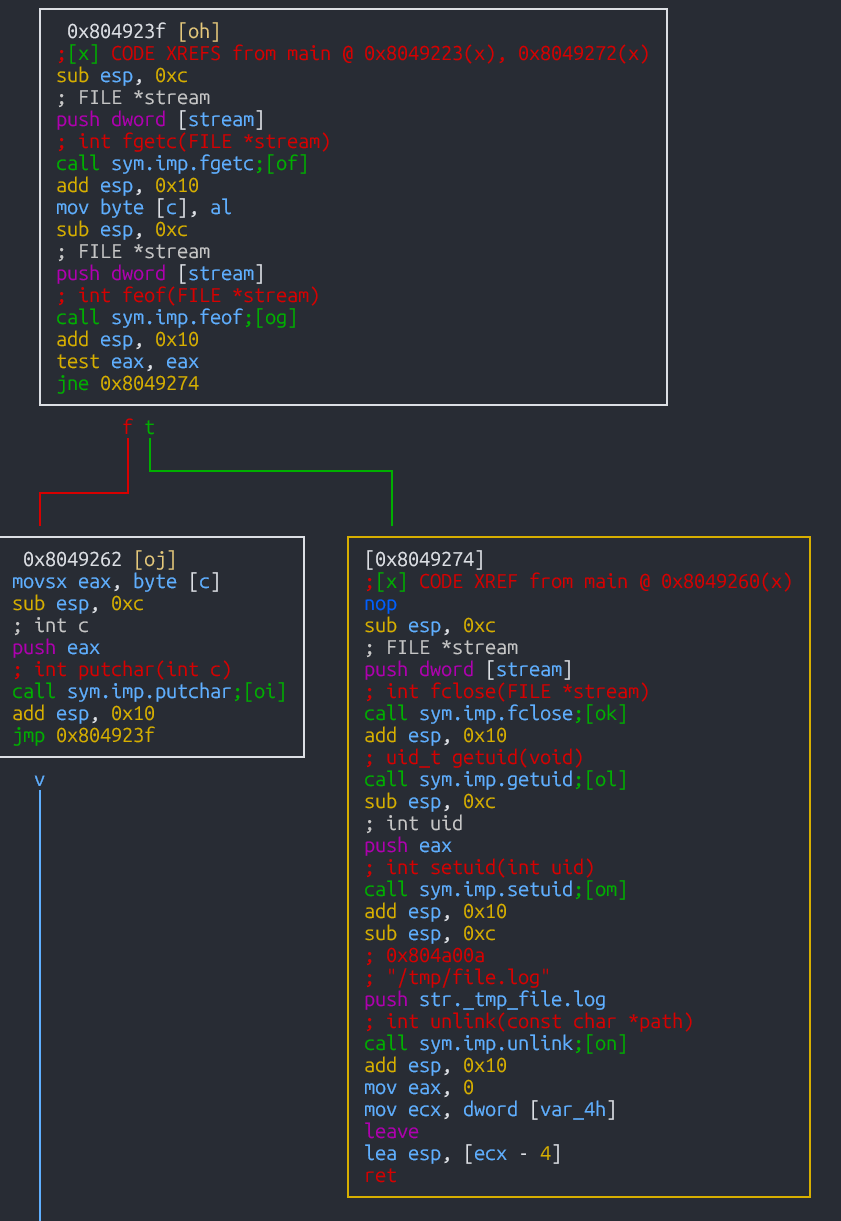 0x804923f [oh]
;[x] CODE XREFS from main @ 0x8049223(x), 0x8049272(x)
sub esp, 0xc
; FILE *stream
push dword [stream]
; int fgetc(FILE *stream)
call sym.imp.fgetc;[of]
add esp, 0x10
mov byte [c], al
sub esp, 0xc
; FILE *stream
push dword [stream]
; int feof(FILE *stream)
call sym.imp.feof;[og]
add esp, 0x10
test eax, eax
jne 0x8049274
f t
0x8049262 [oj]
movsx eax, byte [c]
sub esp, 0xc
; int c
push eax
; int putchar(int c)
call sym.imp.putchar;[oi]
add esp, 0x10
jmp 0x804923f
v
[0x8049274]
;[x] CODE XREF from main @ 0x8049260(x)
nop
sub esp, 0xc
; FILE *stream
push dword [stream]
; int fclose(FILE *stream)
call sym.imp.fclose;[ok]
add esp, 0x10
; uid_t getuid(void)
call sym.imp.getuid;[ol]
sub esp, 0xc
; int uid
push eax
; int setuid(int uid)
call sym.imp.setuid;[om]
add esp, 0x10
sub esp, 0xc
; 0x804a00a
; "/tmp/file.log"
push str._tmp_file.log
; int unlink(const char *path)
call sym.imp.unlink;[on]
add esp, 0x10
mov eax, 0
mov ecx, dword [var_4h]
leave
lea esp, [ecx - 4]
ret